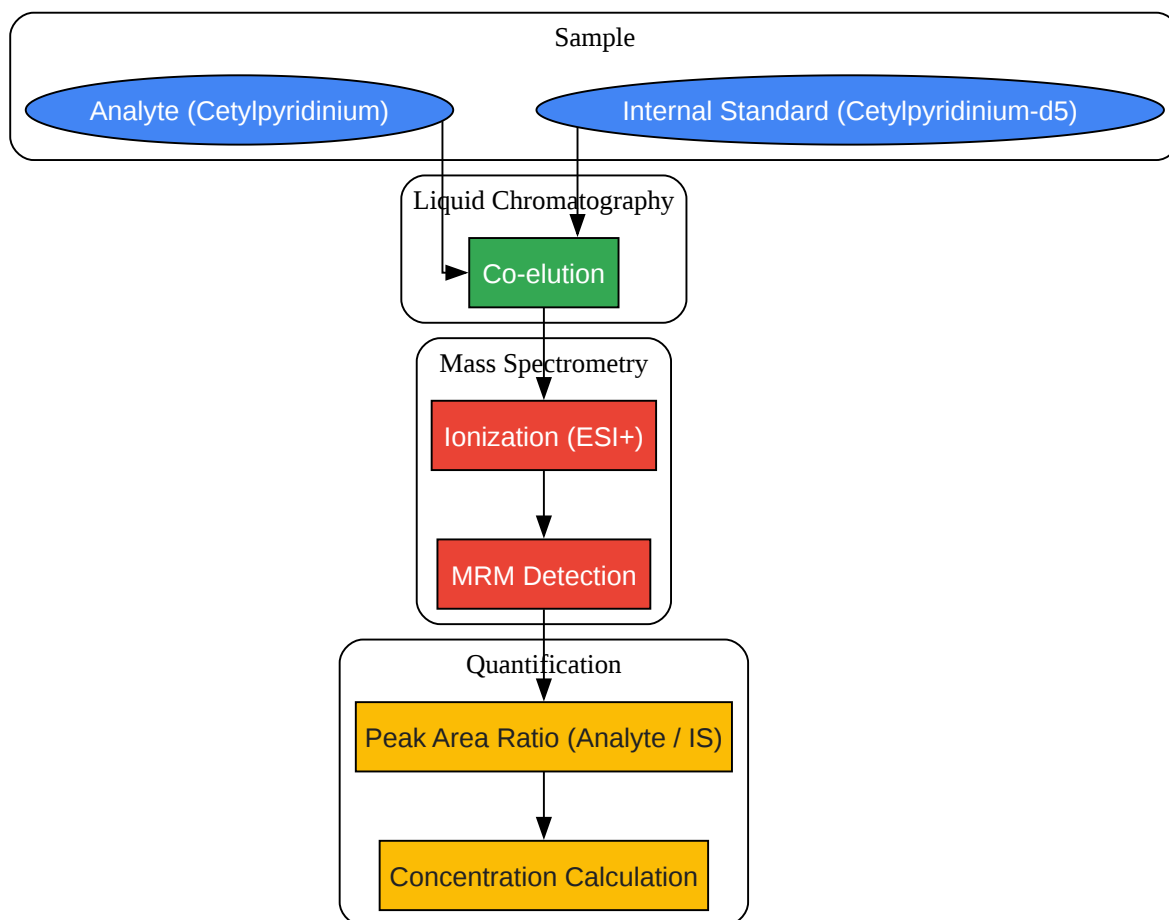 Sample
Analyte (Cetylpyridinium)
Internal Standard (Cetylpyridinium-d5)
Liquid Chromatography
Co-elution
Mass Spectrometry
Ionization (ESI+)
MRM Detection
Quantification
Peak Area Ratio (Analyte / IS)
Concentration Calculation